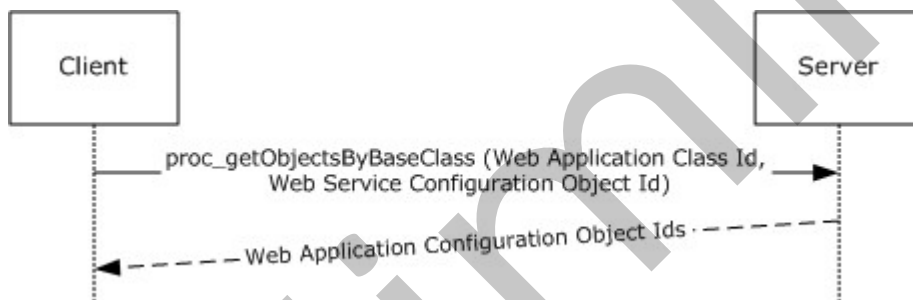 Client
Server
proc_getObjectsByBaseClass (Web Application Class Id,
Web Service Configuration Object Id)
Web Application Configuration Object Ids